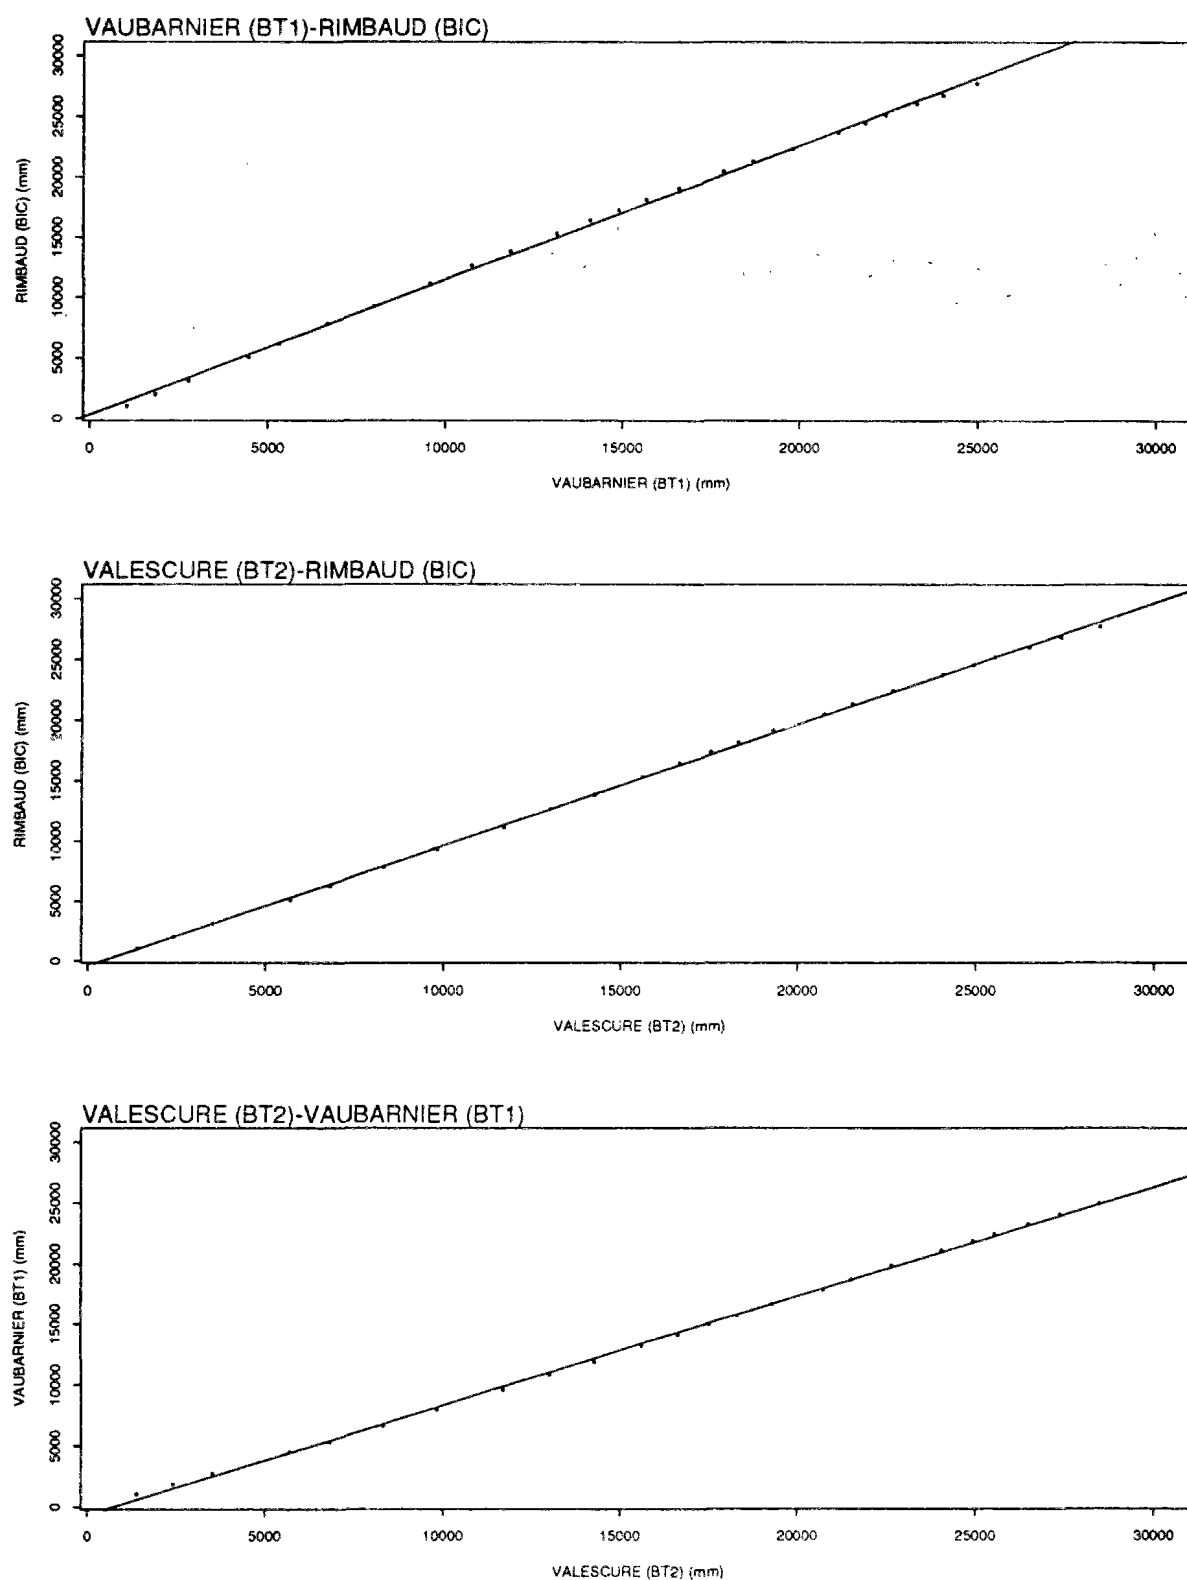 VAUBARNIER (BT1)-RIMBAUD (BIC)
RIMBAUD (BIC) (mm)
30000
25000
20000
15000
10000
5000
0
0 5000 10000 15000 20000 25000 30000
VAUBARNIER (BT1) (mm)
VALESCURE (BT2)-RIMBAUD (BIC)
RIMBAUD (BIC) (mm)
30000
25000
20000
15000
10000
5000
0
0 5000 10000 15000 20000 25000 30000
VALESCURE (BT2) (mm)
VALESCURE (BT2)-VAUBARNIER (BT1)
VAUBARNIER (BT1) (mm)
30000
25000
20000
15000
10000
5000
0
0 5000 10000 15000 20000 25000 30000
VALESCURE (BT2) (mm)